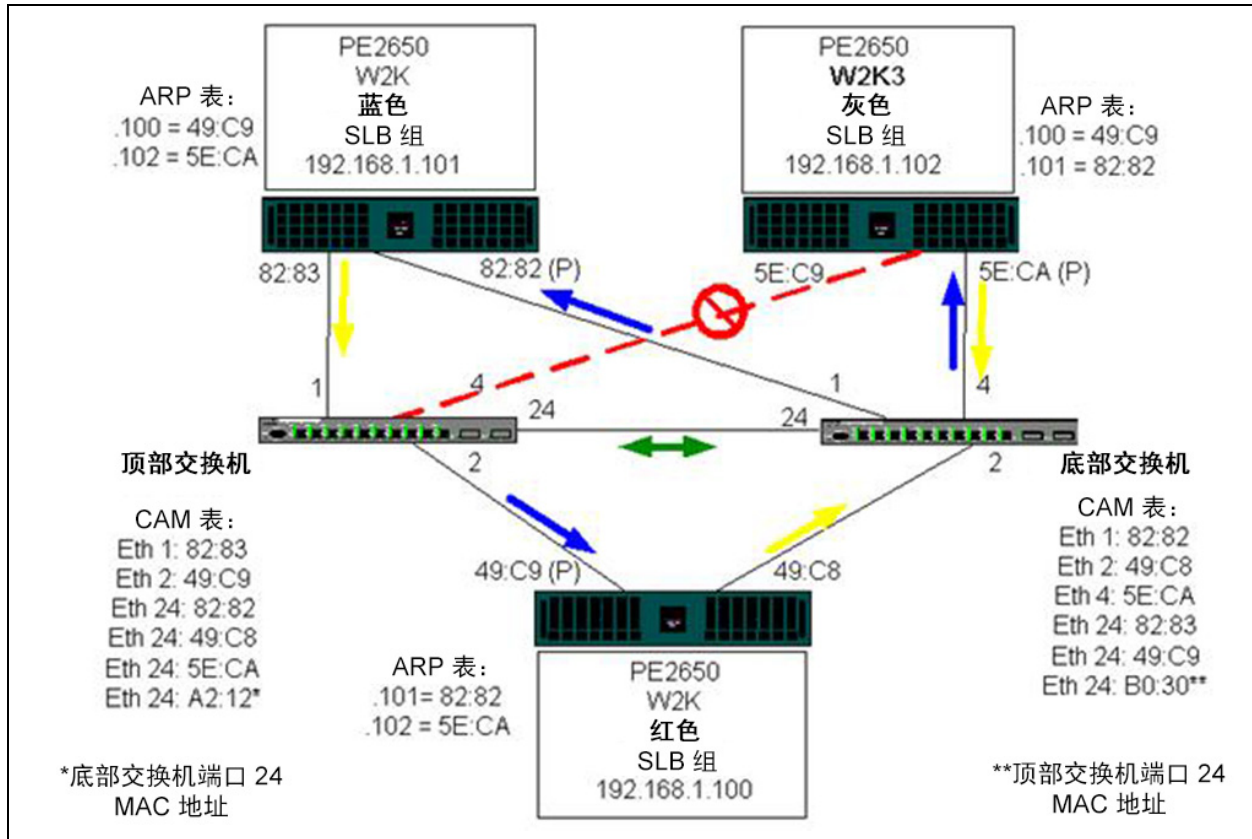 PE2650
W2K
蓝色
SLB 组
192.168.1.101
ARP 表：
.100 = 49:C9
.102 = 5E:CA
PE2650
W2K3
灰色
SLB 组
192.168.1.102
ARP 表：
.100 = 49:C9
.101 = 82:82
82:83
82:82 (P)
5E:C9
5E:CA (P)
1
4
24
24
1
4
2
2
顶部交换机
CAM 表：
Eth 1: 82:83
Eth 2: 49:C9
Eth 24: 82:82
Eth 24: 49:C8
Eth 24: 5E:CA
Eth 24: A2:12*
*底部交换机端口 24
MAC 地址
49:C9 (P)
49:C8
ARP 表：
.101= 82:82
.102 = 5E:CA
PE2650
W2K
红色
SLB 组
192.168.1.100
底部交换机
CAM 表：
Eth 1: 82:82
Eth 2: 49:C8
Eth 4: 5E:CA
Eth 24: 82:83
Eth 24: 49:C9
Eth 24: B0:30**
**顶部交换机端口 24
MAC 地址